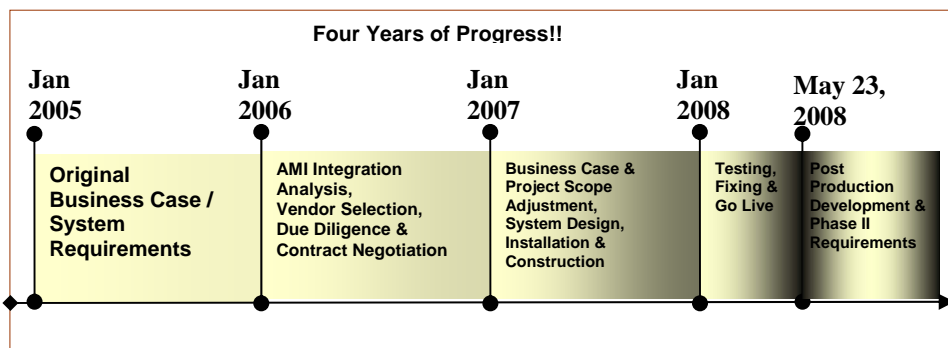 Four Years of Progress!!
Jan
2005
Jan
2006
Jan
2007
Jan
2008
May 23,
2008
Original
Business Case /
System
Requirements
AMI Integration
Analysis,
Vendor Selection,
Due Diligence &
Contract Negotiation
Business Case &
Project Scope
Adjustment,
System Design,
Installation &
Construction
Testing,
Fixing &
Go Live
Post
Production
Development &
Phase II
Requirements